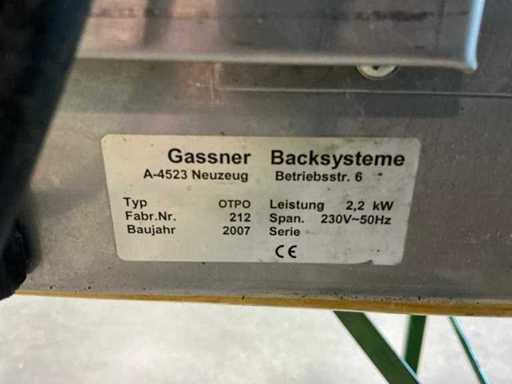 Gassner Backsysteme
A-4523 Neuzeug Betriebsstr. 6
Typ OTPO Leistung 2,2 kW
Fabr.Nr. 212 Span. 230V~50Hz
Baujahr 2007 Serie
CE